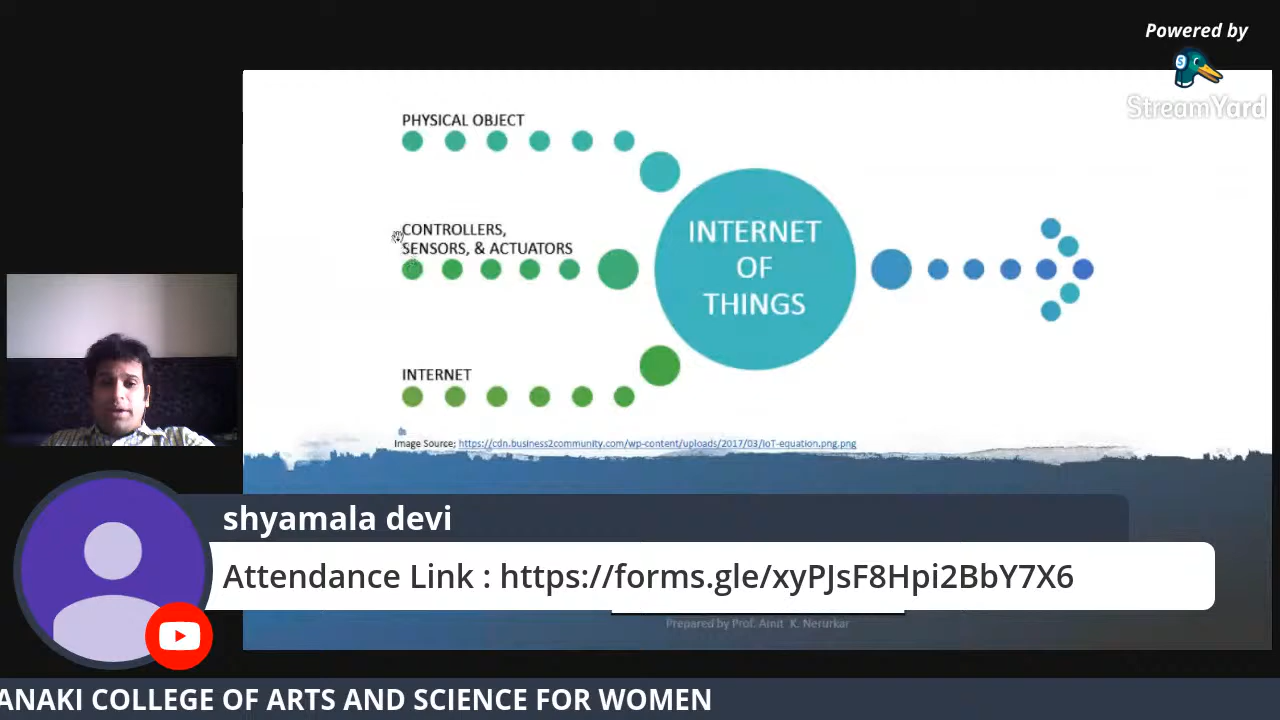 Powered by
StreamYard
PHYSICAL OBJECT
CONTROLLERS,
SENSORS, & ACTUATORS
INTERNET
OF
THINGS
INTERNET
Image Source; https://cdn.business2community.com/wp-content/uploads/2017/03/IoT-equation.png.png
shyamala devi
Attendance Link : https://forms.gle/xyPJsF8Hpi2BbY7X6
Prepared by Prof. Amit K. Nerurkar
ANAKI COLLEGE OF ARTS AND SCIENCE FOR WOMEN